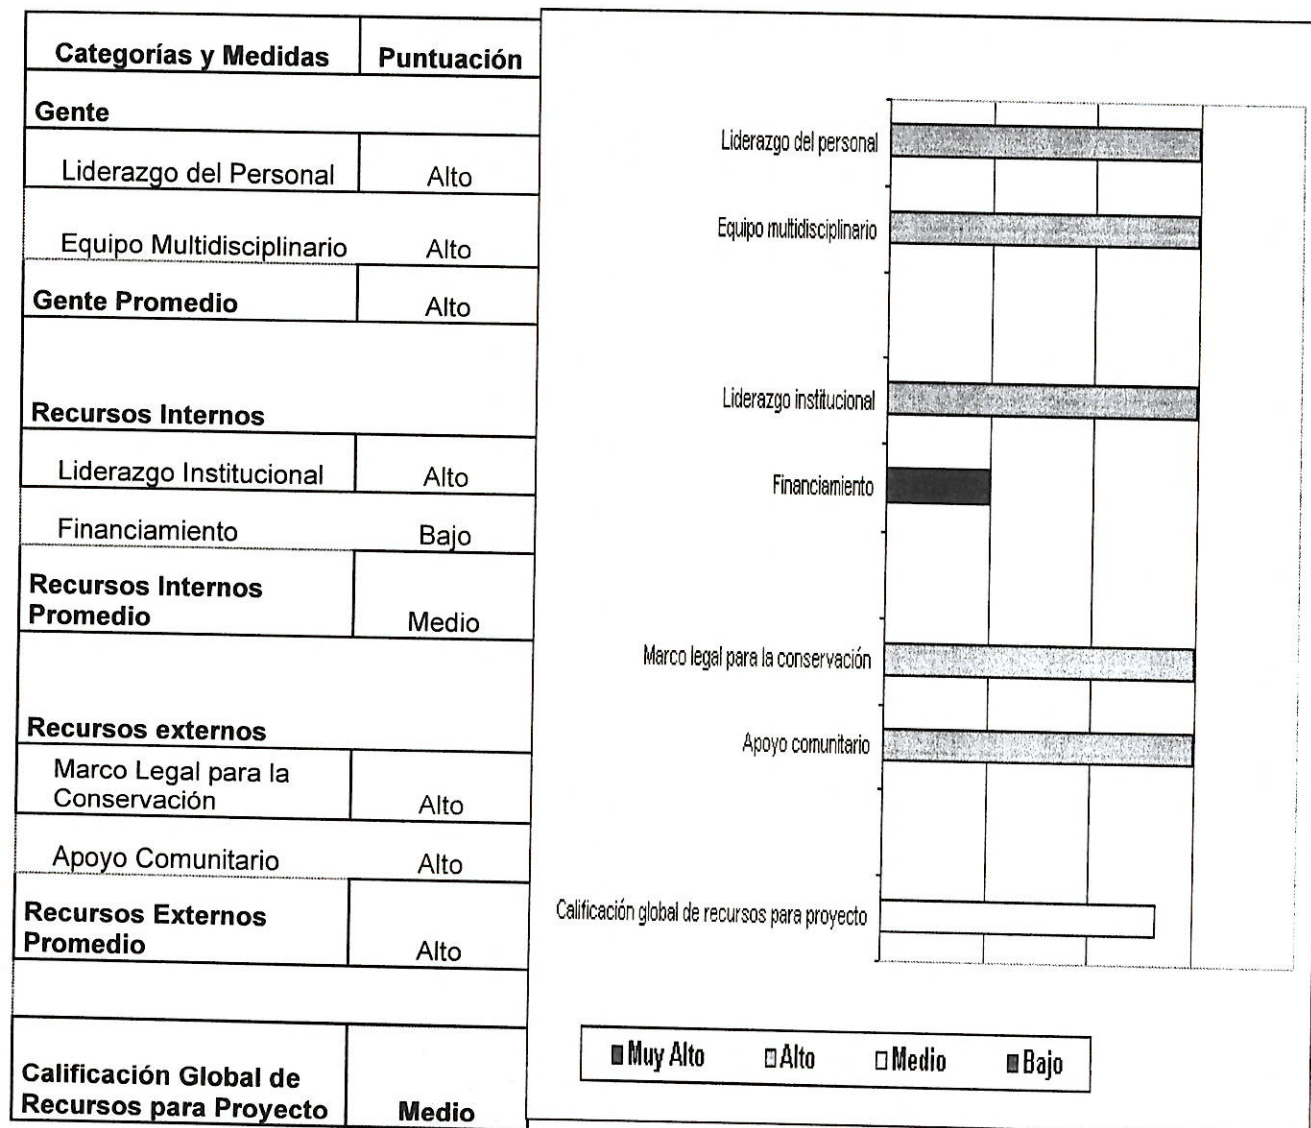 Categorías y Medidas Puntuación
Gente
Liderazgo del Personal Alto
Equipo Multidisciplinario Alto
Gente Promedio Alto
Recursos Internos
Liderazgo Institucional Alto
Financiamiento Bajo
Recursos Internos
Promedio Medio
Recursos externos
Marco Legal para la
Conservación Alto
Apoyo Comunitario Alto
Recursos Externos
Promedio Alto
Calificación Global de
Recursos para Proyecto Medio
Liderazgo del personal
Equipo multidisciplinario
Liderazgo institucional
Financiamiento
Marco legal para la conservación
Apoyo comunitario
Calificación global de recursos para proyecto
Muy Alto Alto Medio Bajo